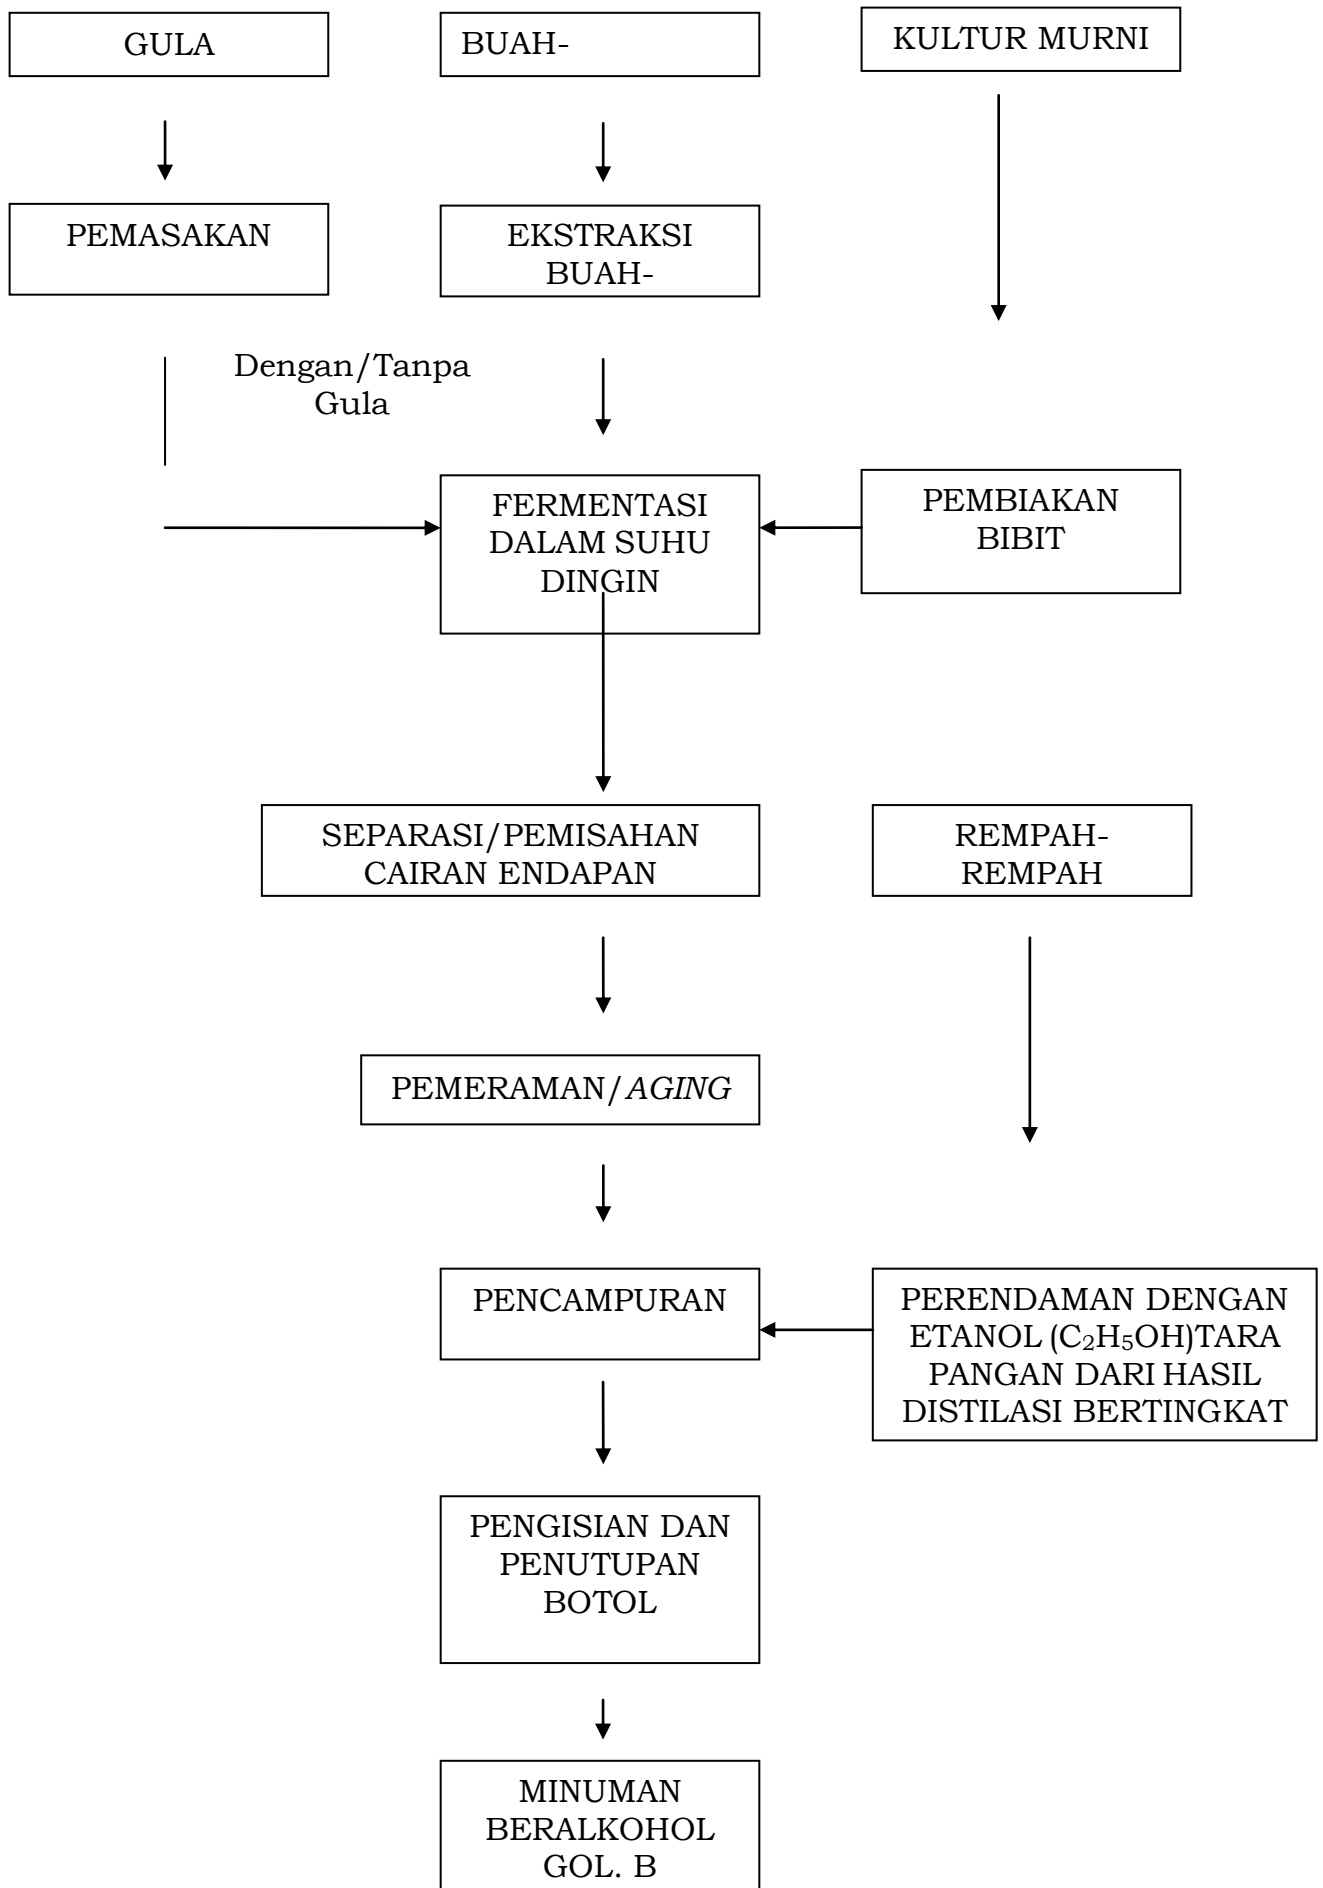 GULA
BUAH-
KULTUR MURNI
PEMASAKAN
EKSTRAKSI
BUAH-
Dengan/Tanpa
Gula
FERMENTASI
DALAM SUHU
DINGIN
PEMBIAKAN
BIBIT
SEPARASI/PEMISAHAN
CAIRAN ENDAPAN
REMPAH-
REMPAH
PEMERAMAN/AGING
PENCAMPURAN
PERENDAMAN DENGAN
ETANOL (C₂H₅OH)TARA
PANGAN DARI HASIL
DISTILASI BERTINGKAT
PENGISIAN DAN
PENUTUPAN
BOTOL
MINUMAN
BERALKOHOL
GOL. B